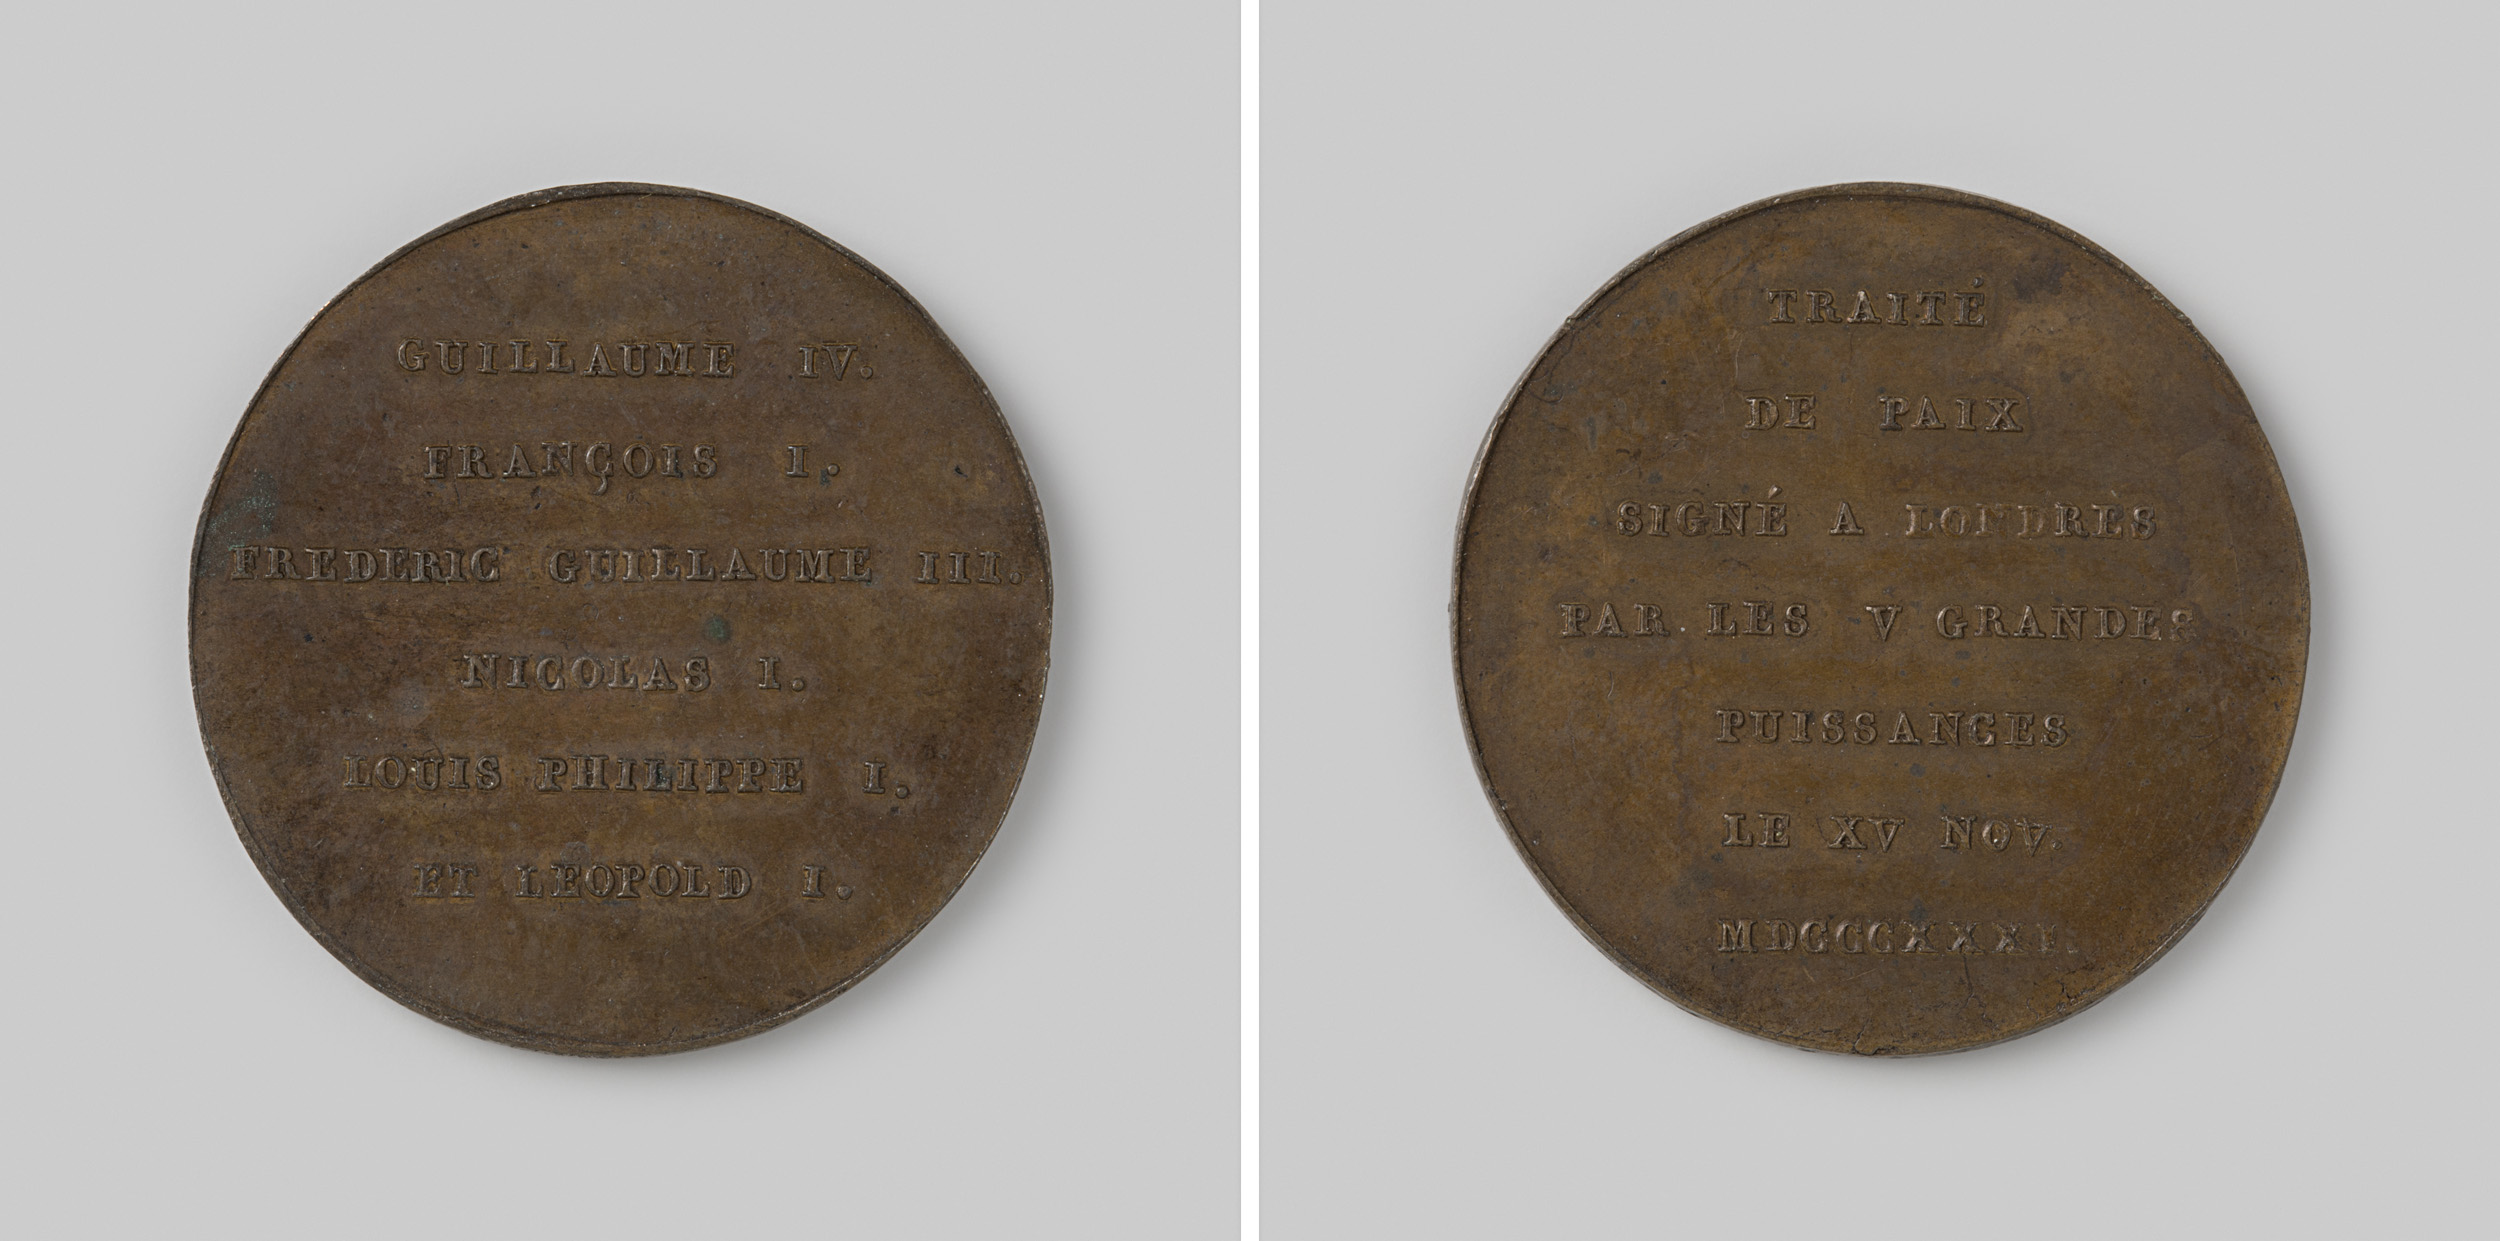 GUILLAUME IV.
FRANÇOIS I.
FREDERIC GUILLAUME III.
NICOLAS I.
LOUIS PHILIPPE I.
ET LEOPOLD I.
TRAITÉ
DE PAIX
SIGNÉ A LONDRES
PAR LES V GRANDES
PUISSANCES
LE XV NOV.
MDCCCXXXI.